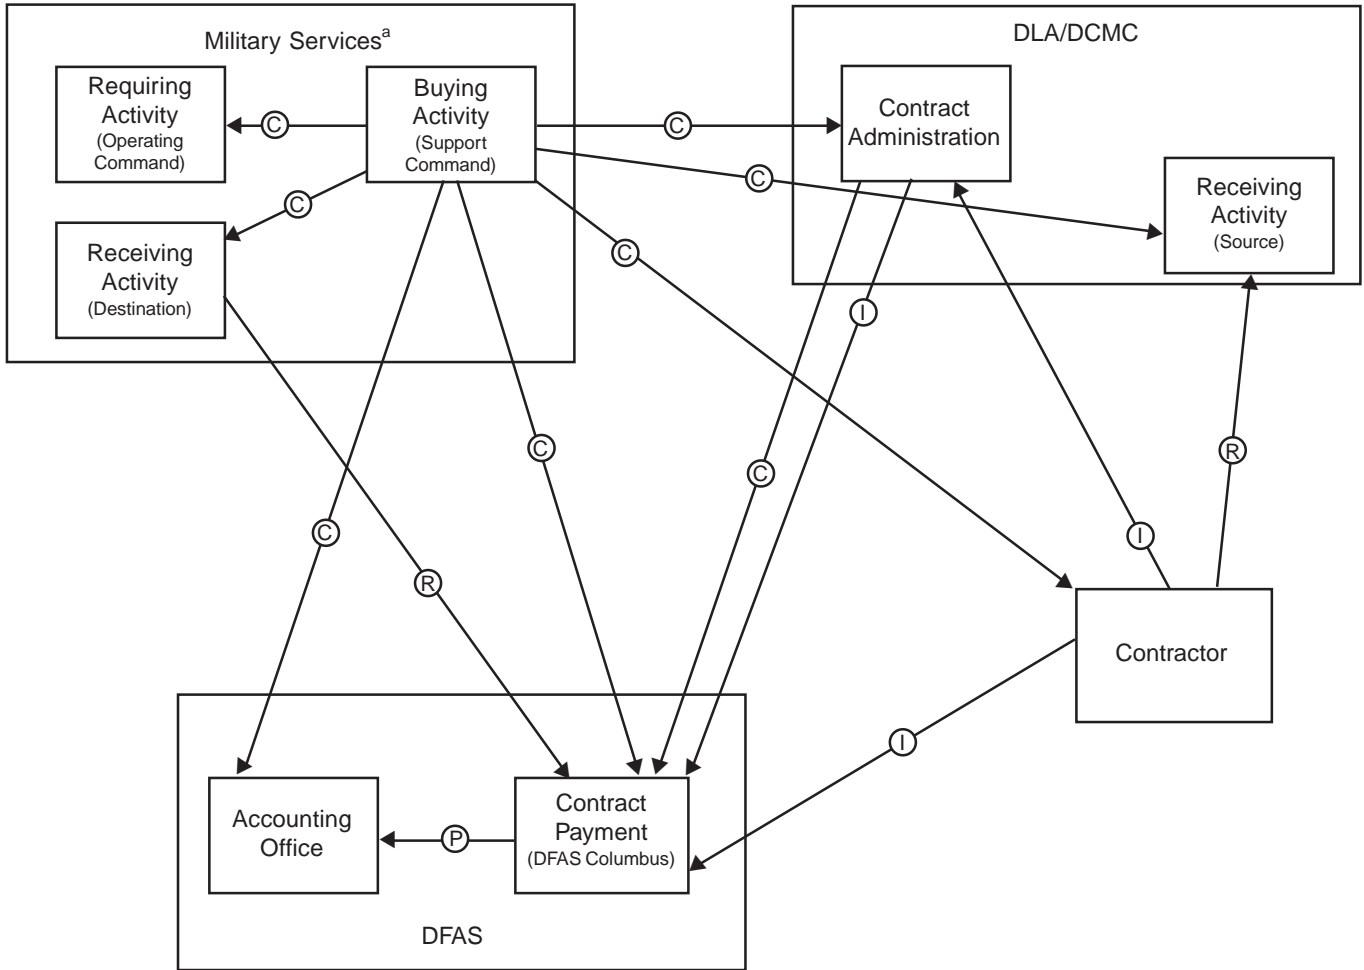 Military Servicesa
DLA/DCMC
Requiring
Activity
(Operating
Command)
C
Buying
Activity
(Support
Command)
C
Contract
Administration
C
Receiving
Activity
(Source)
C
Receiving
Activity
(Destination)
C
I
C
C
R
C
I
R
I
Contractor
Accounting
Office
P
Contract
Payment
(DFAS Columbus)
C
DFAS